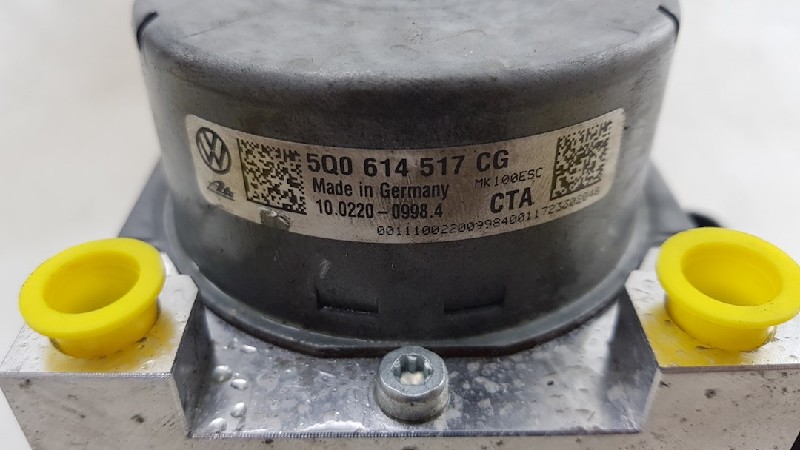 5Q0 614 517 CG
Made in Germany
MK100ESC
10.0220-0998.4
CTA